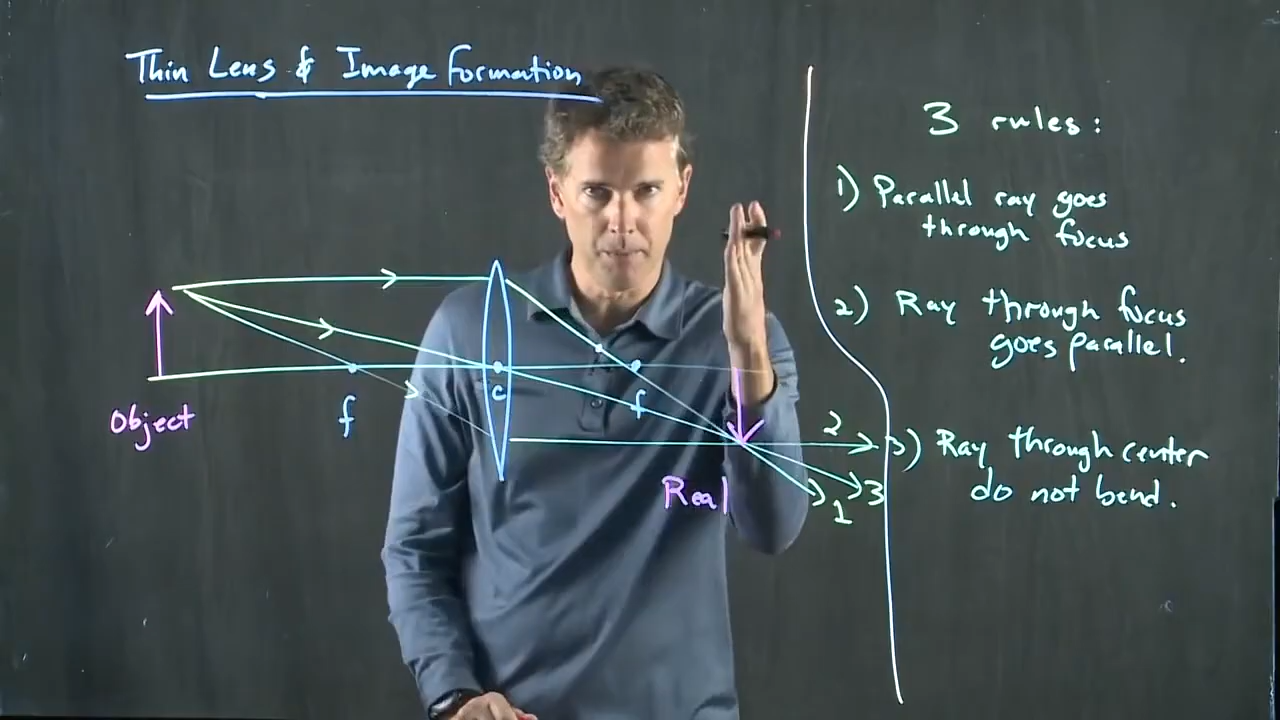 Thin Lens & Image Formation
3 rules:
1) Parallel ray goes
through focus
2) Ray through focus
goes parallel.
3) Ray through center
do not bend.
Object
f
c
f
Real
2
3
1